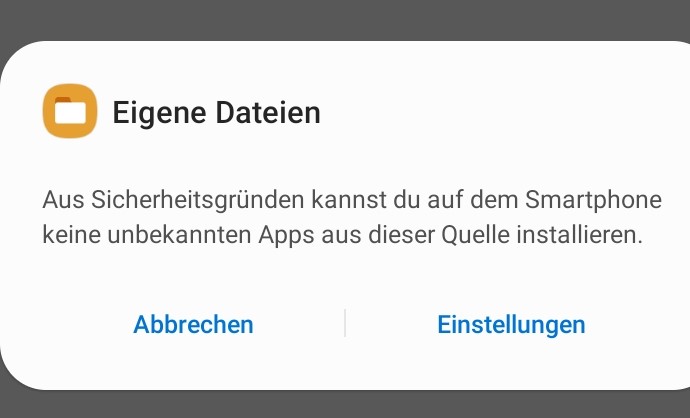 Eigene Dateien
Aus Sicherheitsgründen kannst du auf dem Smartphone
keine unbekannten Apps aus dieser Quelle installieren.
Abbrechen
Einstellungen